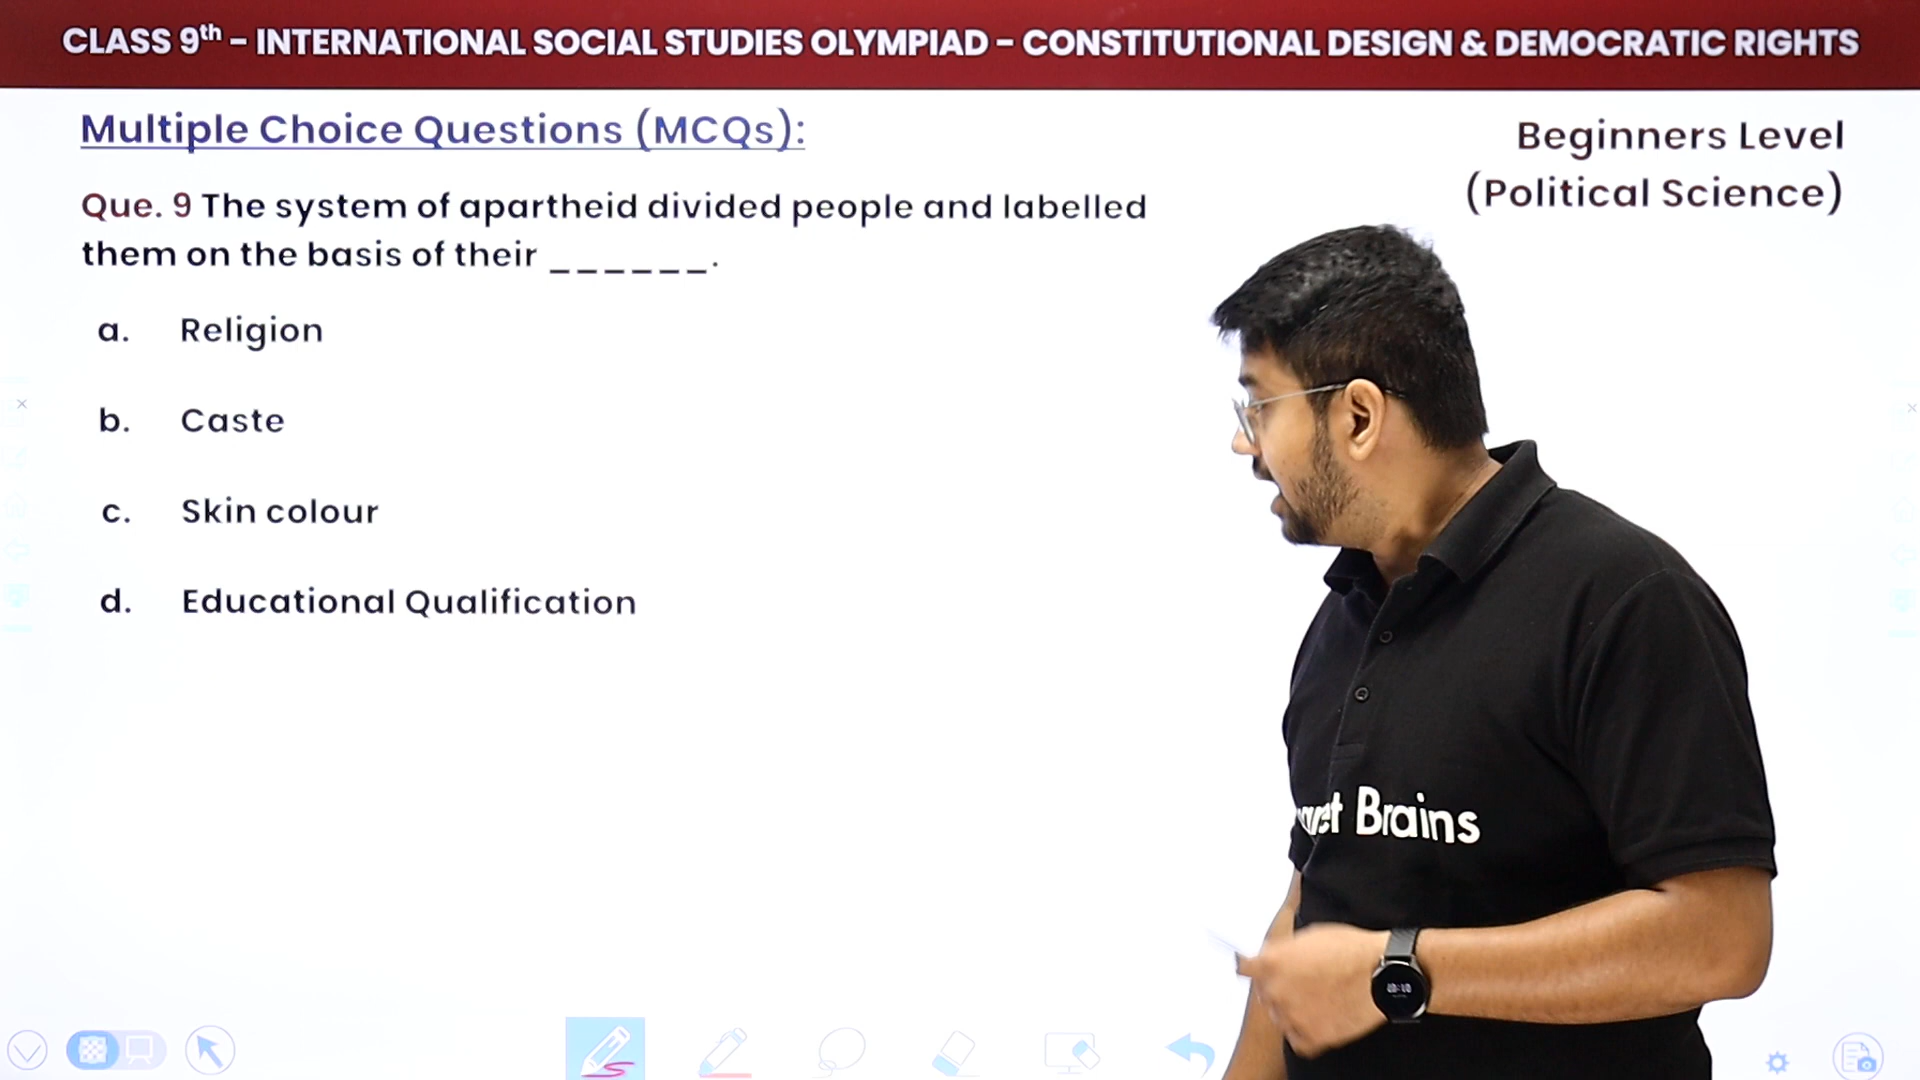 CLASS 9th – INTERNATIONAL SOCIAL STUDIES OLYMPIAD – CONSTITUTIONAL DESIGN & DEMOCRATIC RIGHTS
Multiple Choice Questions (MCQs):
Beginners Level
(Political Science)
Que. 9 The system of apartheid divided people and labelled
them on the basis of their ______.
a. Religion
b. Caste
c. Skin colour
d. Educational Qualification
Brains